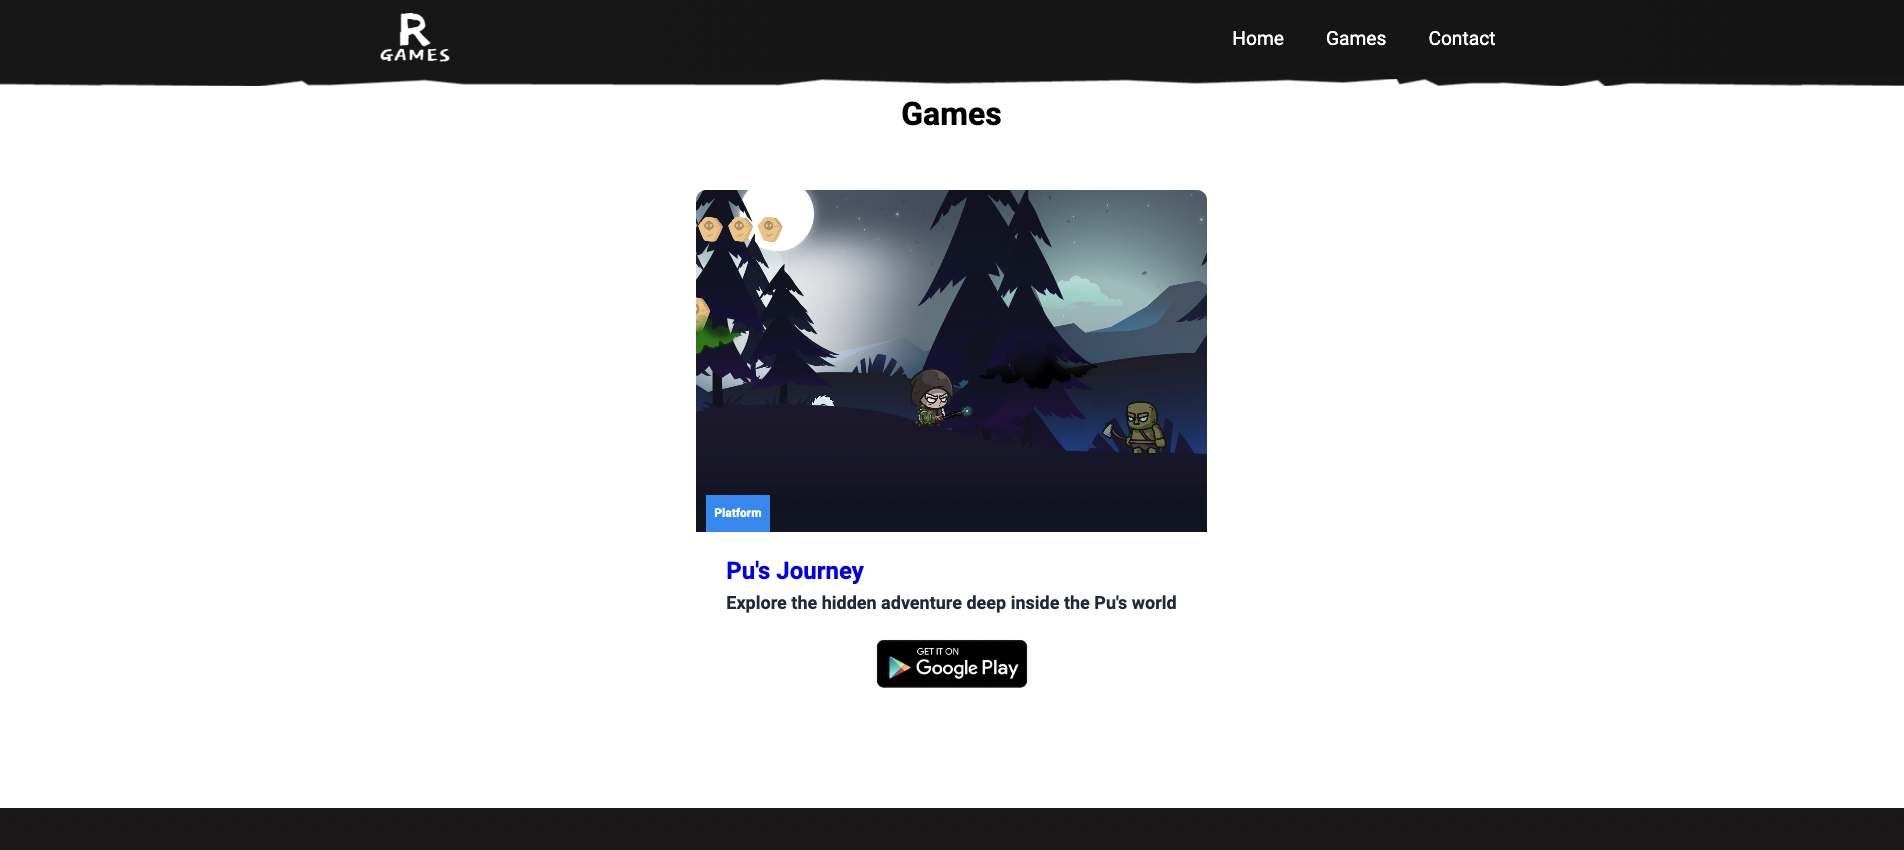 R
GAMES
Home Games Contact
Games
Platform
Pu's Journey
Explore the hidden adventure deep inside the Pu's world
GET IT ON
Google Play